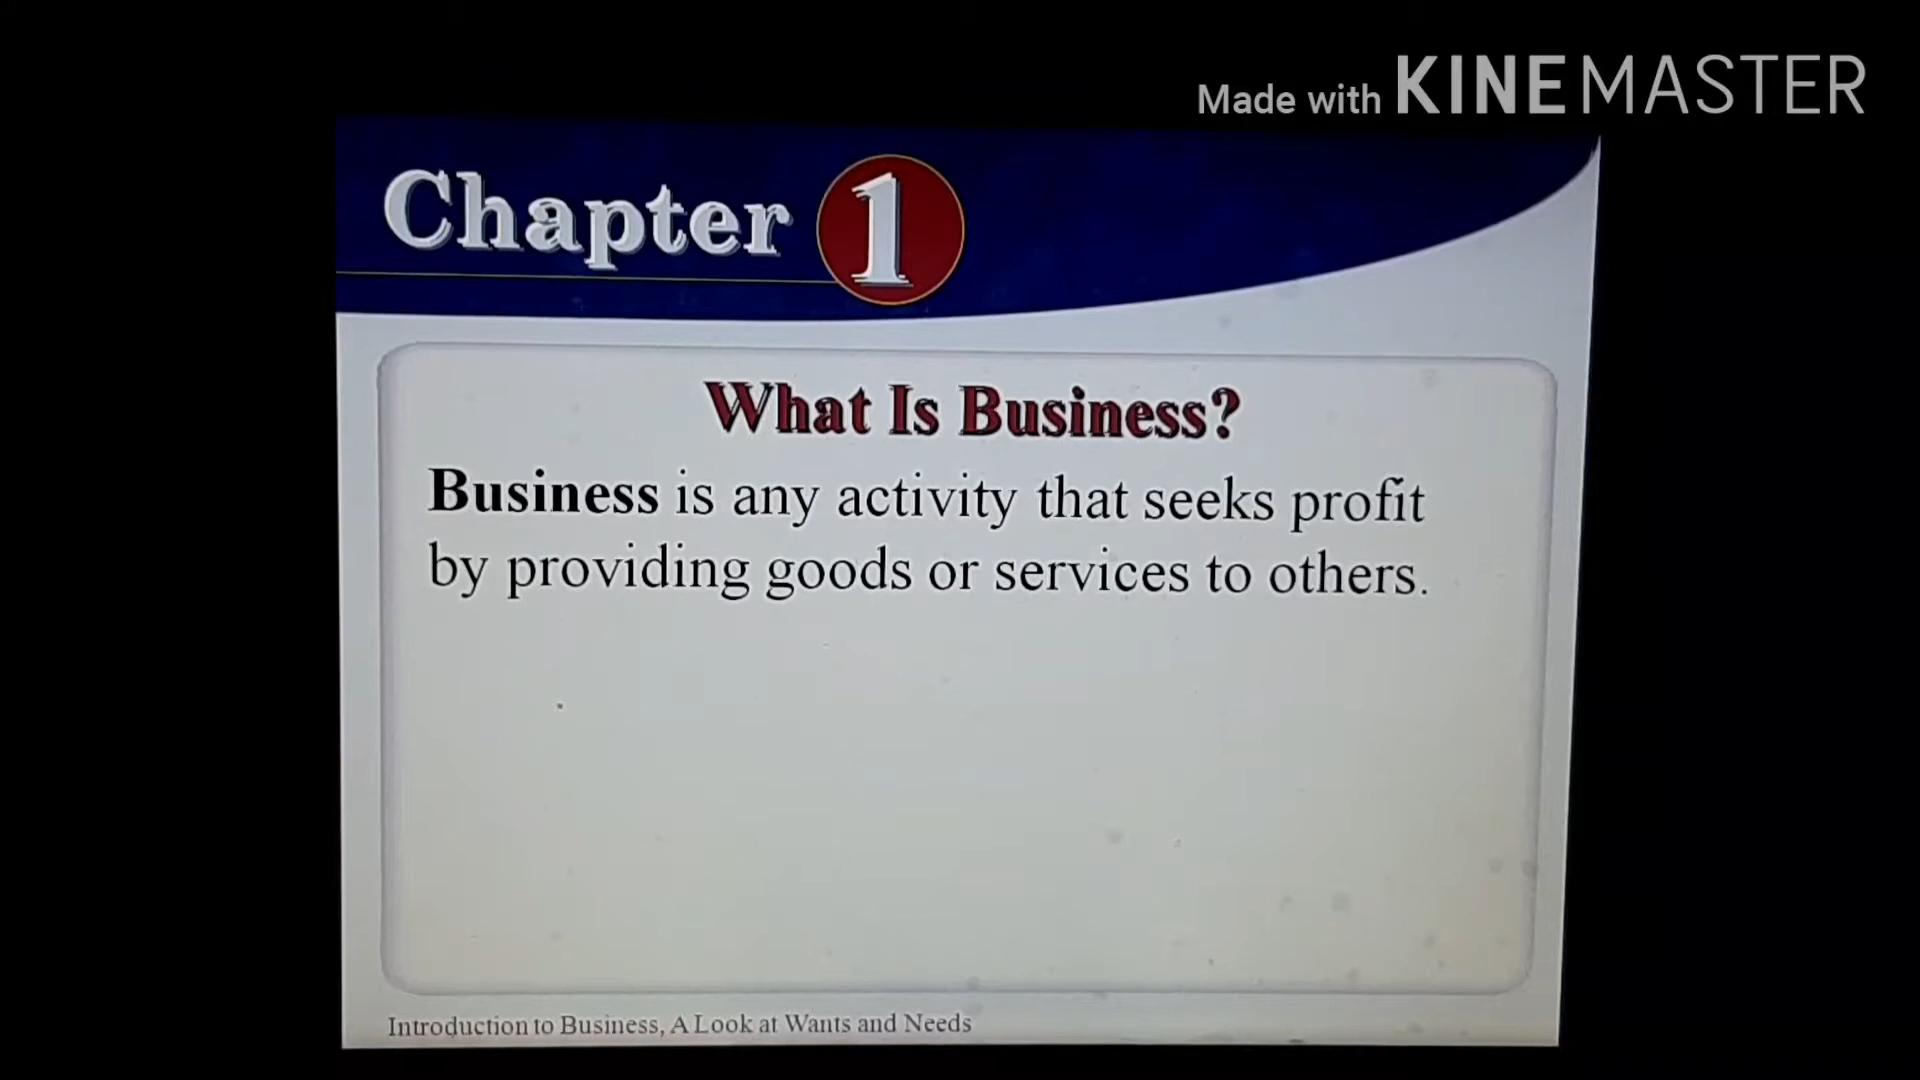 Made with KINEMASTER
Chapter 1
What Is Business?
Business is any activity that seeks profit
by providing goods or services to others.
Introduction to Business, A Look at Wants and Needs